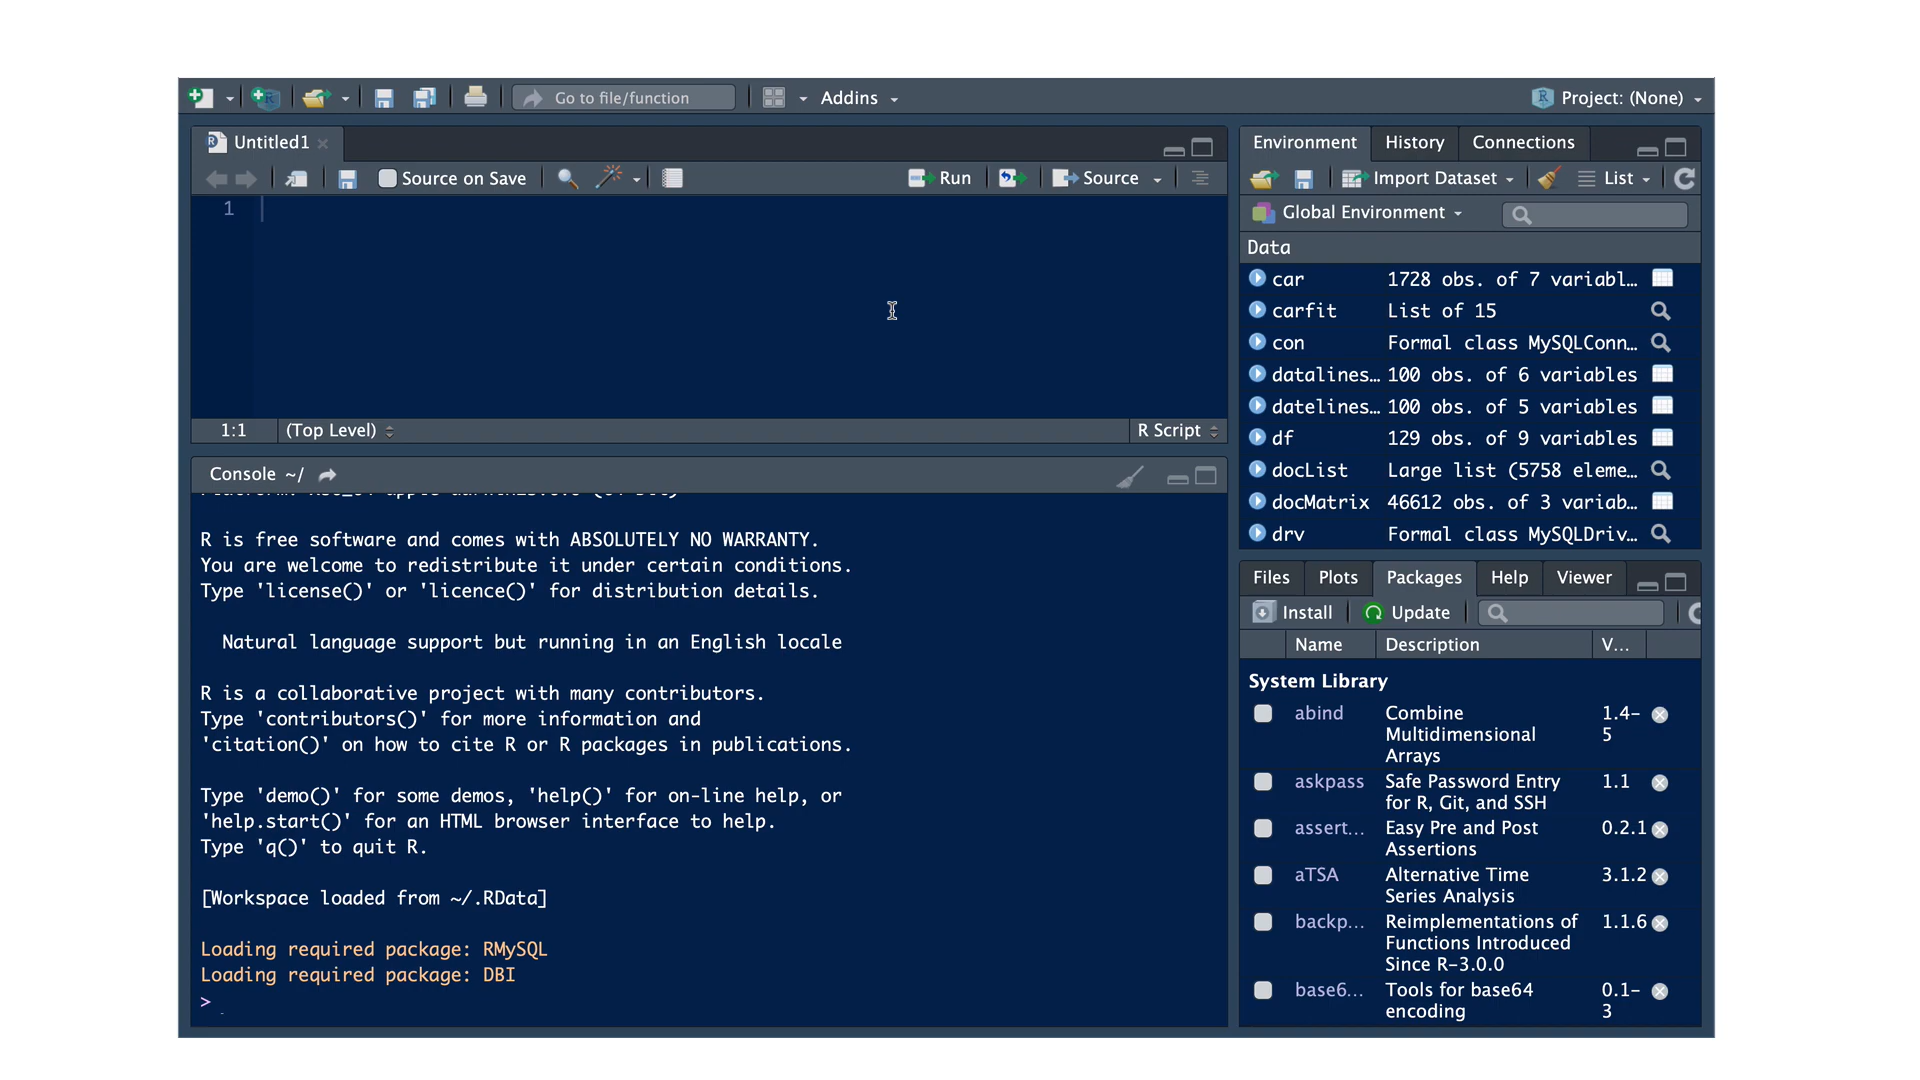 Go to file/function
Addins
Project: (None)
Untitled1
Source on Save
Run
Source
1
1:1
(Top Level)
R Script
Console ~/
R is free software and comes with ABSOLUTELY NO WARRANTY.
You are welcome to redistribute it under certain conditions.
Type 'license()' or 'licence()' for distribution details.
Natural language support but running in an English locale
R is a collaborative project with many contributors.
Type 'contributors()' for more information and
'citation()' on how to cite R or R packages in publications.
Type 'demo()' for some demos, 'help()' for on-line help, or
'help.start()' for an HTML browser interface to help.
Type 'q()' to quit R.
[Workspace loaded from ~/.RData]
Loading required package: RMySQL
Loading required package: DBI
>
Environment History Connections
Import Dataset List
Global Environment
Data
car 1728 obs. of 7 variabl…
carfit List of 15
con Formal class MySQLConn…
datalines… 100 obs. of 6 variables
datelines… 100 obs. of 5 variables
df 129 obs. of 9 variables
docList Large list (5758 eleme…
docMatrix 46612 obs. of 3 variab…
drv Formal class MySQLDriv…
Files Plots Packages Help Viewer
Install Update
Name Description V...
System Library
abind Combine 1.4-
Multidimensional 5
Arrays
askpass Safe Password Entry 1.1
for R, Git, and SSH
assert… Easy Pre and Post 0.2.1
Assertions
aTSA Alternative Time 3.1.2
Series Analysis
backp… Reimplementations of 1.1.6
Functions Introduced
Since R-3.0.0
base6… Tools for base64 0.1-
encoding 3